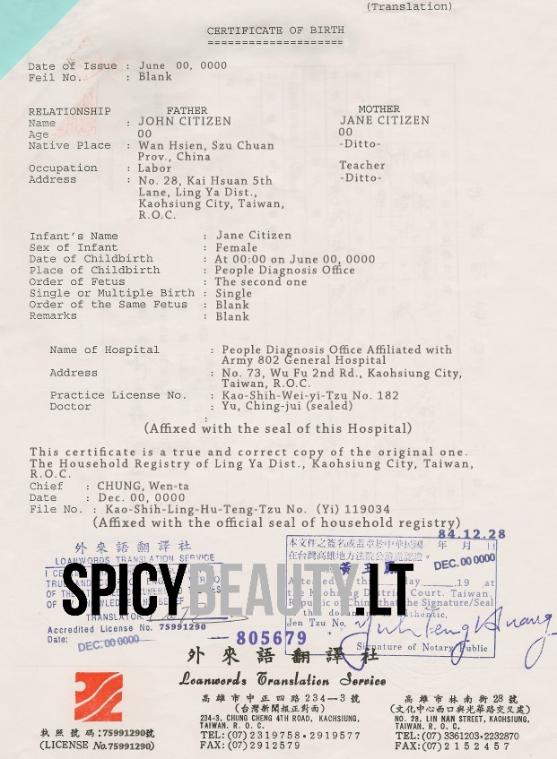 (Translation)
CERTIFICATE OF BIRTH
====================
Date of Issue : June 00, 0000
Feil No. : Blank
RELATIONSHIP FATHER MOTHER
Name : JOHN CITIZEN JANE CITIZEN
Age : 00 00
Native Place : Wan Hsien, Szu Chuan -Ditto-
Prov., China
Occupation : Labor Teacher
Address : No. 28, Kai Hsuan 5th -Ditto-
Lane, Ling Ya Dist.,
Kaohsiung City, Taiwan,
R.O.C.
Infant's Name : Jane Citizen
Sex of Infant : Female
Date of Childbirth : At 00:00 on June 00, 0000
Place of Childbirth : People Diagnosis Office
Order of Fetus : The second one
Single or Multiple Birth : Single
Order of the Same Fetus : Blank
Remarks : Blank
Name of Hospital : People Diagnosis Office Affiliated with
Army 802 General Hospital
Address : No. 73, Wu Fu 2nd Rd., Kaohsiung City,
Taiwan, R.O.C.
Practice License No. : Kao-Shih-Wei-yi-Tzu No. 182
Doctor : Yu, Ching-jui (sealed)
:
(Affixed with the seal of this Hospital)
This certificate is a true and correct copy of the original one.
The Household Registry of Ling Ya Dist., Kaohsiung City, Taiwan,
R.O.C.
Chief : CHUNG, Wen-ta
Date : Dec. 00, 0000
File No. : Kao-Shih-Ling-Hu-Teng-Tzu No. (Yi) 119034
(Affixed with the official seal of household registry)
84.12.28
年 月 日
外來語翻譯社
LOANWORDS TRANSLATION SERVICE
TRANSLATOR
Accredited License No. 75991290
Date: DEC. 00 0000
本文件之簽名或蓋章於中華民國
在台灣高雄地方法院公證處認證。
DEC. 00 0000
day 19 at
District Court. Taiwan
Republic of China that the Signature/Seal
Jen Tzu No.
Signature of Notary Public
SPICYBEAUTY.LT
805679
外來語翻譯社
Loanwords Translation Service
高雄市中正四路234—3號
(台灣新聞報正對面)
234-3, CHUNG CHENG 4TH ROAD, KAOHSIUNG,
TAIWAN, R. O. C.
TEL:(07)2319758•2919577
FAX:(07)2912579
高雄市林南街28號
(文化中心西口與光華路交叉處)
NO. 28, LIN NAN STREET, KAOHSIUNG,
TAIWAN, R. O. C.
TEL:(07)3361203•2232870
FAX:(07)2152457
執照號碼:75991290號
(LICENSE No.75991290)